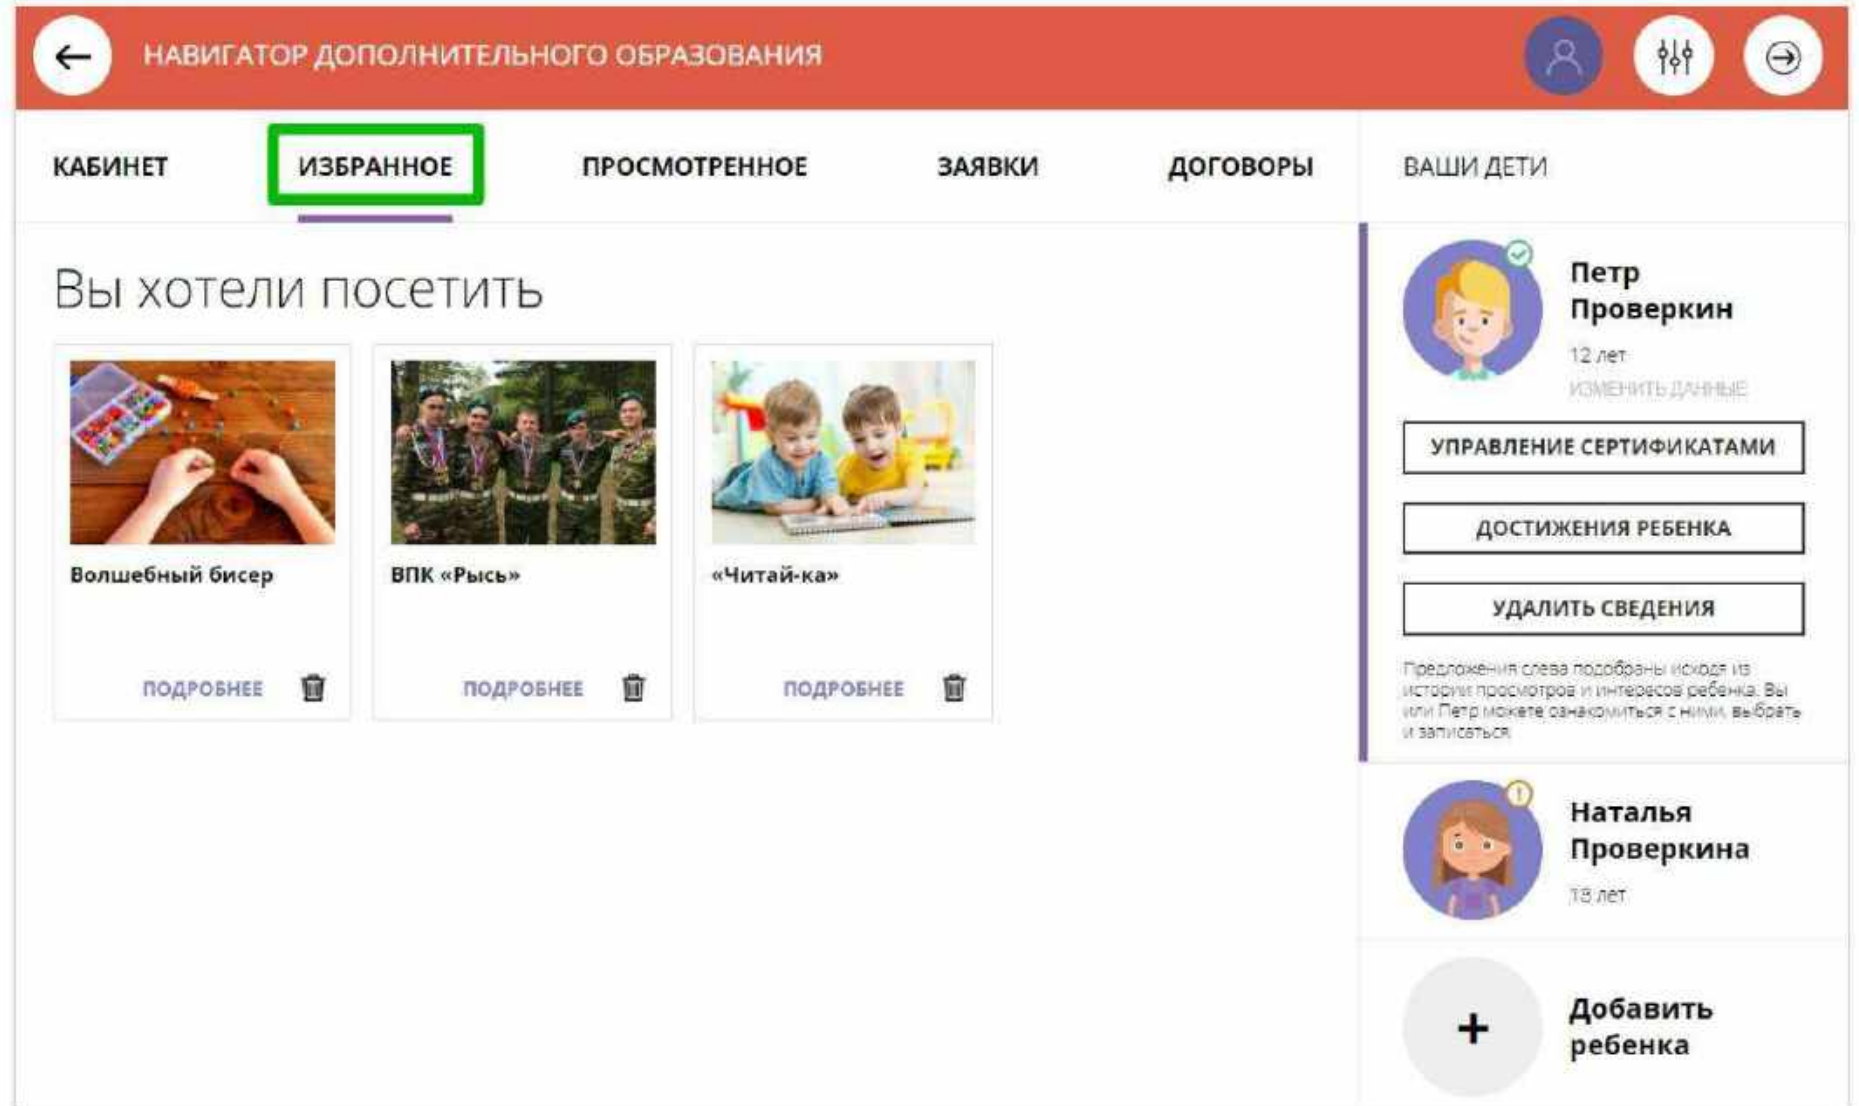 НАВИГАТОР ДОПОЛНИТЕЛЬНОГО ОБРАЗОВАНИЯ
КАБИНЕТ
ИЗБРАННОЕ
ПРОСМОТРЕННОЕ
ЗАЯВКИ
ДОГОВОРЫ
Вы хотели посетить
Волшебный бисер
ПОДРОБНЕЕ
ВПК «Рысь»
ПОДРОБНЕЕ
«Читай-ка»
ПОДРОБНЕЕ
ВАШИ ДЕТИ
Петр
Проверкин
12 лет
ИЗМЕНИТЬ ДАННЫЕ
УПРАВЛЕНИЕ СЕРТИФИКАТАМИ
ДОСТИЖЕНИЯ РЕБЕНКА
УДАЛИТЬ СВЕДЕНИЯ
Предложения слева подобраны исходя из
истории просмотров и интересов ребенка. Вы
или Петр можете ознакомиться с ними, выбрать
и записаться.
Наталья
Проверкина
13 лет
Добавить
ребенка